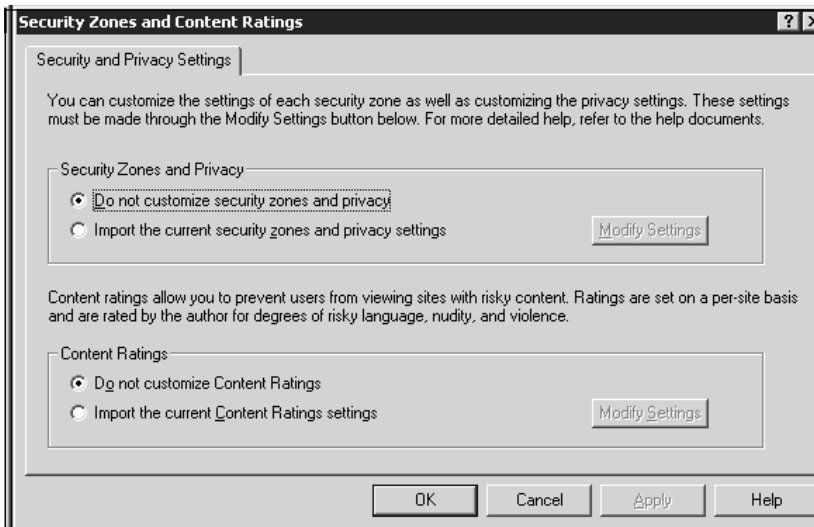 Security Zones and Content Ratings
Security and Privacy Settings
You can customize the settings of each security zone as well as customizing the privacy settings. These settings
must be made through the Modify Settings button below. For more detailed help, refer to the help documents.
Security Zones and Privacy
Do not customize security zones and privacy
Import the current security zones and privacy settings
Modify Settings
Content ratings allow you to prevent users from viewing sites with risky content. Ratings are set on a per-site basis
and are rated by the author for degrees of risky language, nudity, and violence.
Content Ratings
Do not customize Content Ratings
Import the current Content Ratings settings
Modify Settings
OK Cancel Apply Help